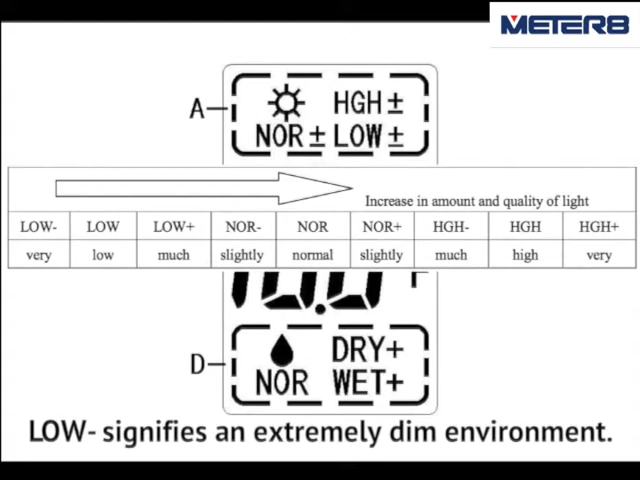 METER8
A
HGH ±
NOR ± LOW ±
Increase in amount and quality of light
LOW- LOW LOW+ NOR- NOR NOR+ HGH- HGH HGH+
very low much slightly normal slightly much high very
10.0
D
DRY+
NOR WET+
LOW- signifies an extremely dim environment.